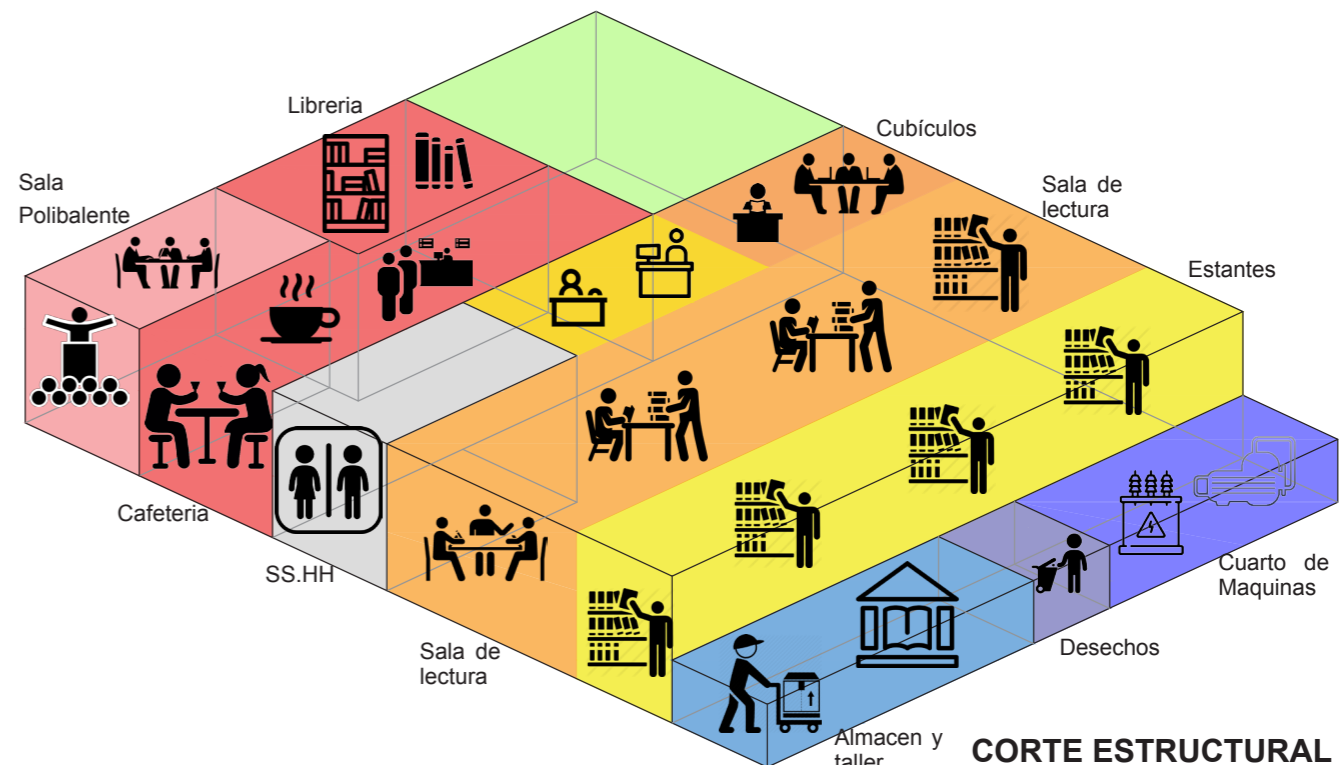 Libreria
Cubículos
Sala
Polibalente
Sala de
lectura
Estantes
Cafeteria
SS.HH
Sala de
lectura
Cuarto de
Maquinas
Desechos
Almacen y
taller
CORTE ESTRUCTURAL